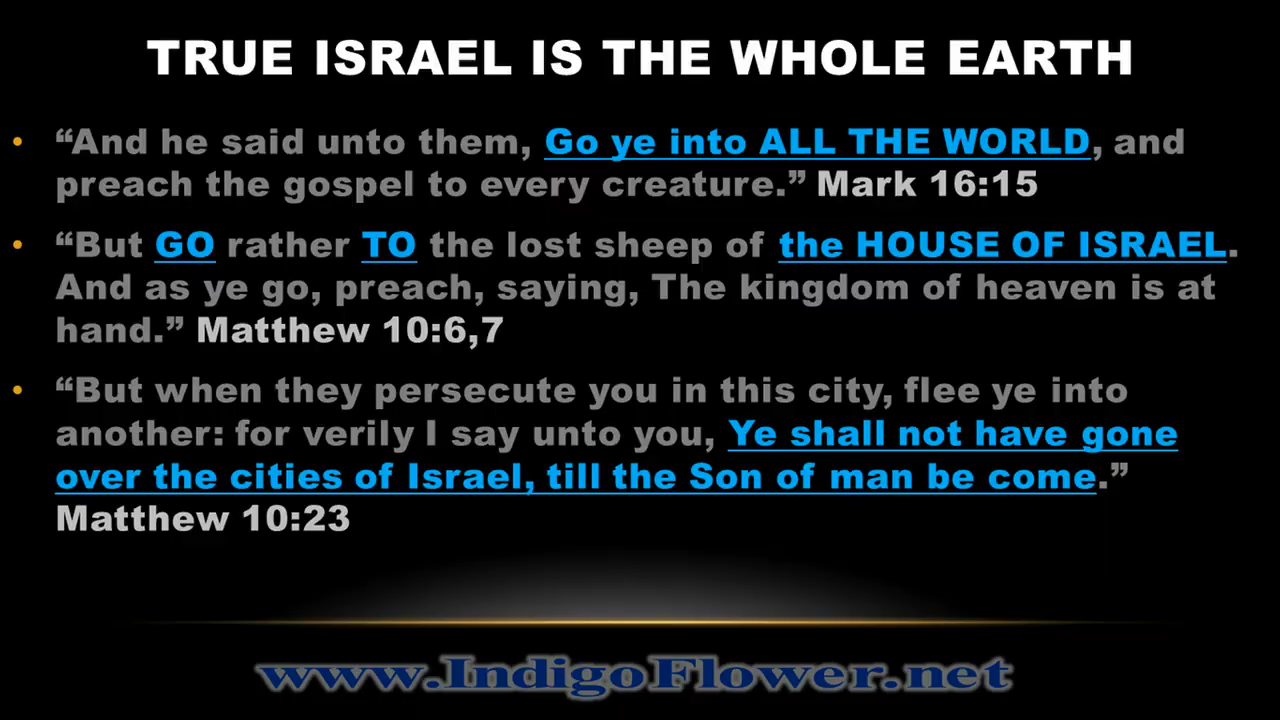 TRUE ISRAEL IS THE WHOLE EARTH
• “And he said unto them, Go ye into ALL THE WORLD, and
preach the gospel to every creature.” Mark 16:15
• “But GO rather TO the lost sheep of the HOUSE OF ISRAEL.
And as ye go, preach, saying, The kingdom of heaven is at
hand.” Matthew 10:6,7
• “But when they persecute you in this city, flee ye into
another: for verily I say unto you, Ye shall not have gone
over the cities of Israel, till the Son of man be come.”
Matthew 10:23
www.IndigoFlower.net